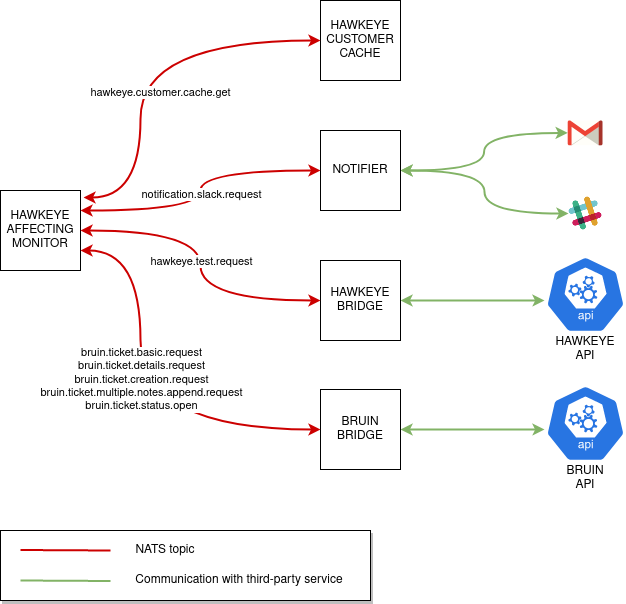 HAWKEYE
CUSTOMER
CACHE
hawkeye.customer.cache.get
NOTIFIER
notification.slack.request
HAWKEYE
AFFECTING
MONITOR
hawkeye.test.request
HAWKEYE
BRIDGE
api
HAWKEYE
API
bruin.ticket.basic.request
bruin.ticket.details.request
bruin.ticket.creation.request
bruin.ticket.multiple.notes.append.request
bruin.ticket.status.open
BRUIN
BRIDGE
api
BRUIN
API
NATS topic
Communication with third-party service